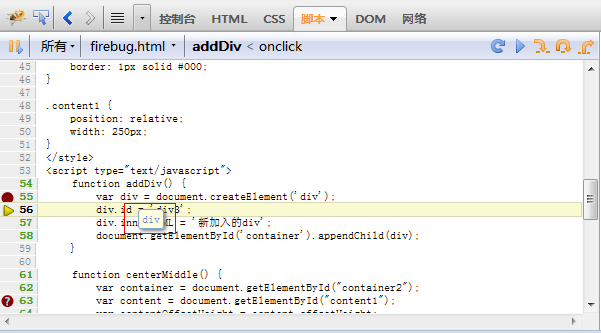 控制台 HTML CSS 脚本 DOM 网络
所有 firebug.html addDiv < onclick
45 border: 1px solid #000;
46 }
47
48 .content1 {
49 position: relative;
50 width: 250px;
51 }
52 </style>
53 <script type="text/javascript">
54 function addDiv() {
55 var div = document.createElement('div');
56 div.id = 'div3';
57 div.inn ML = '新加入的div';
div
58 document.getElementById('container').appendChild(div);
59 }
60
61 function centerMiddle() {
62 var container = document.getElementById("container2");
63 var content = document.getElementById("content1");
64 var contentOffsetHeight = content.offsetHeight;